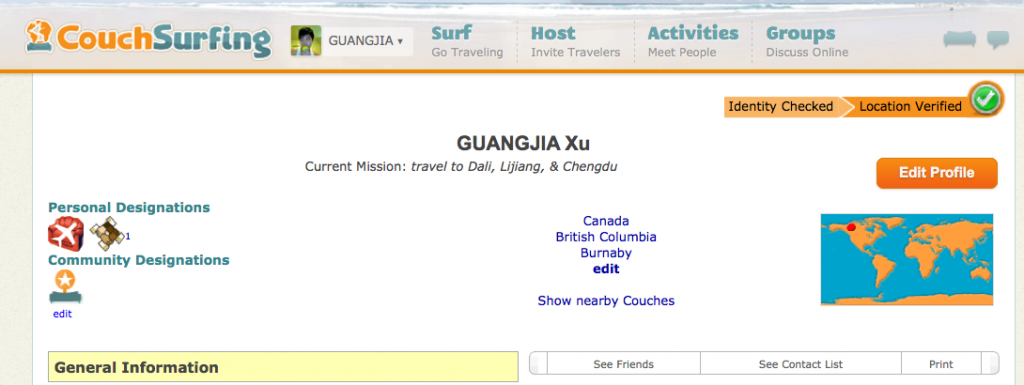 CouchSurfing
GUANGJIA ▾
Surf
Go Traveling
Host
Invite Travelers
Activities
Meet People
Groups
Discuss Online
Identity Checked
Location Verified
GUANGJIA Xu
Current Mission: travel to Dali, Lijiang, & Chengdu
Edit Profile
Personal Designations
1
Community Designations
edit
Canada
British Columbia
Burnaby
edit
Show nearby Couches
General Information
See Friends
See Contact List
Print